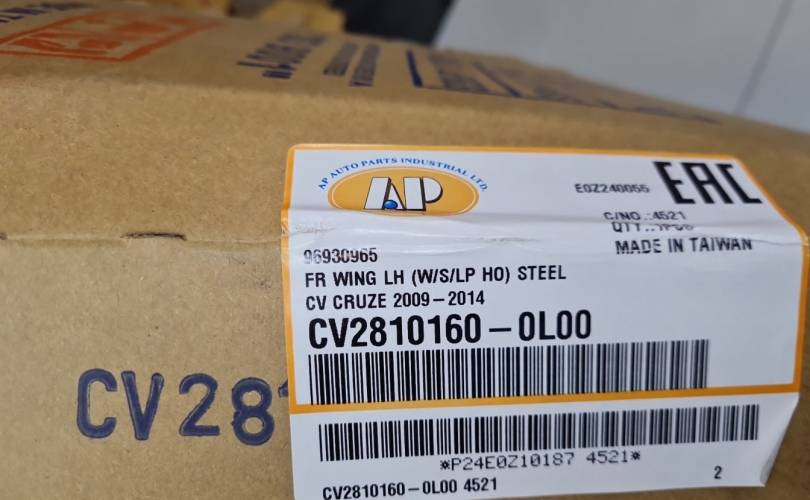 AP AUTO PARTS INDUSTRIAL LTD.
AP
E0Z240055
EAC
C/NO.:4521
MADE IN TAIWAN
96930965
FR WING LH (W/S/LP HO) STEEL
CV CRUZE 2009-2014
CV2810160-0L00
CV28
*P24E0Z10187 4521*
CV2810160-0L00 4521
2